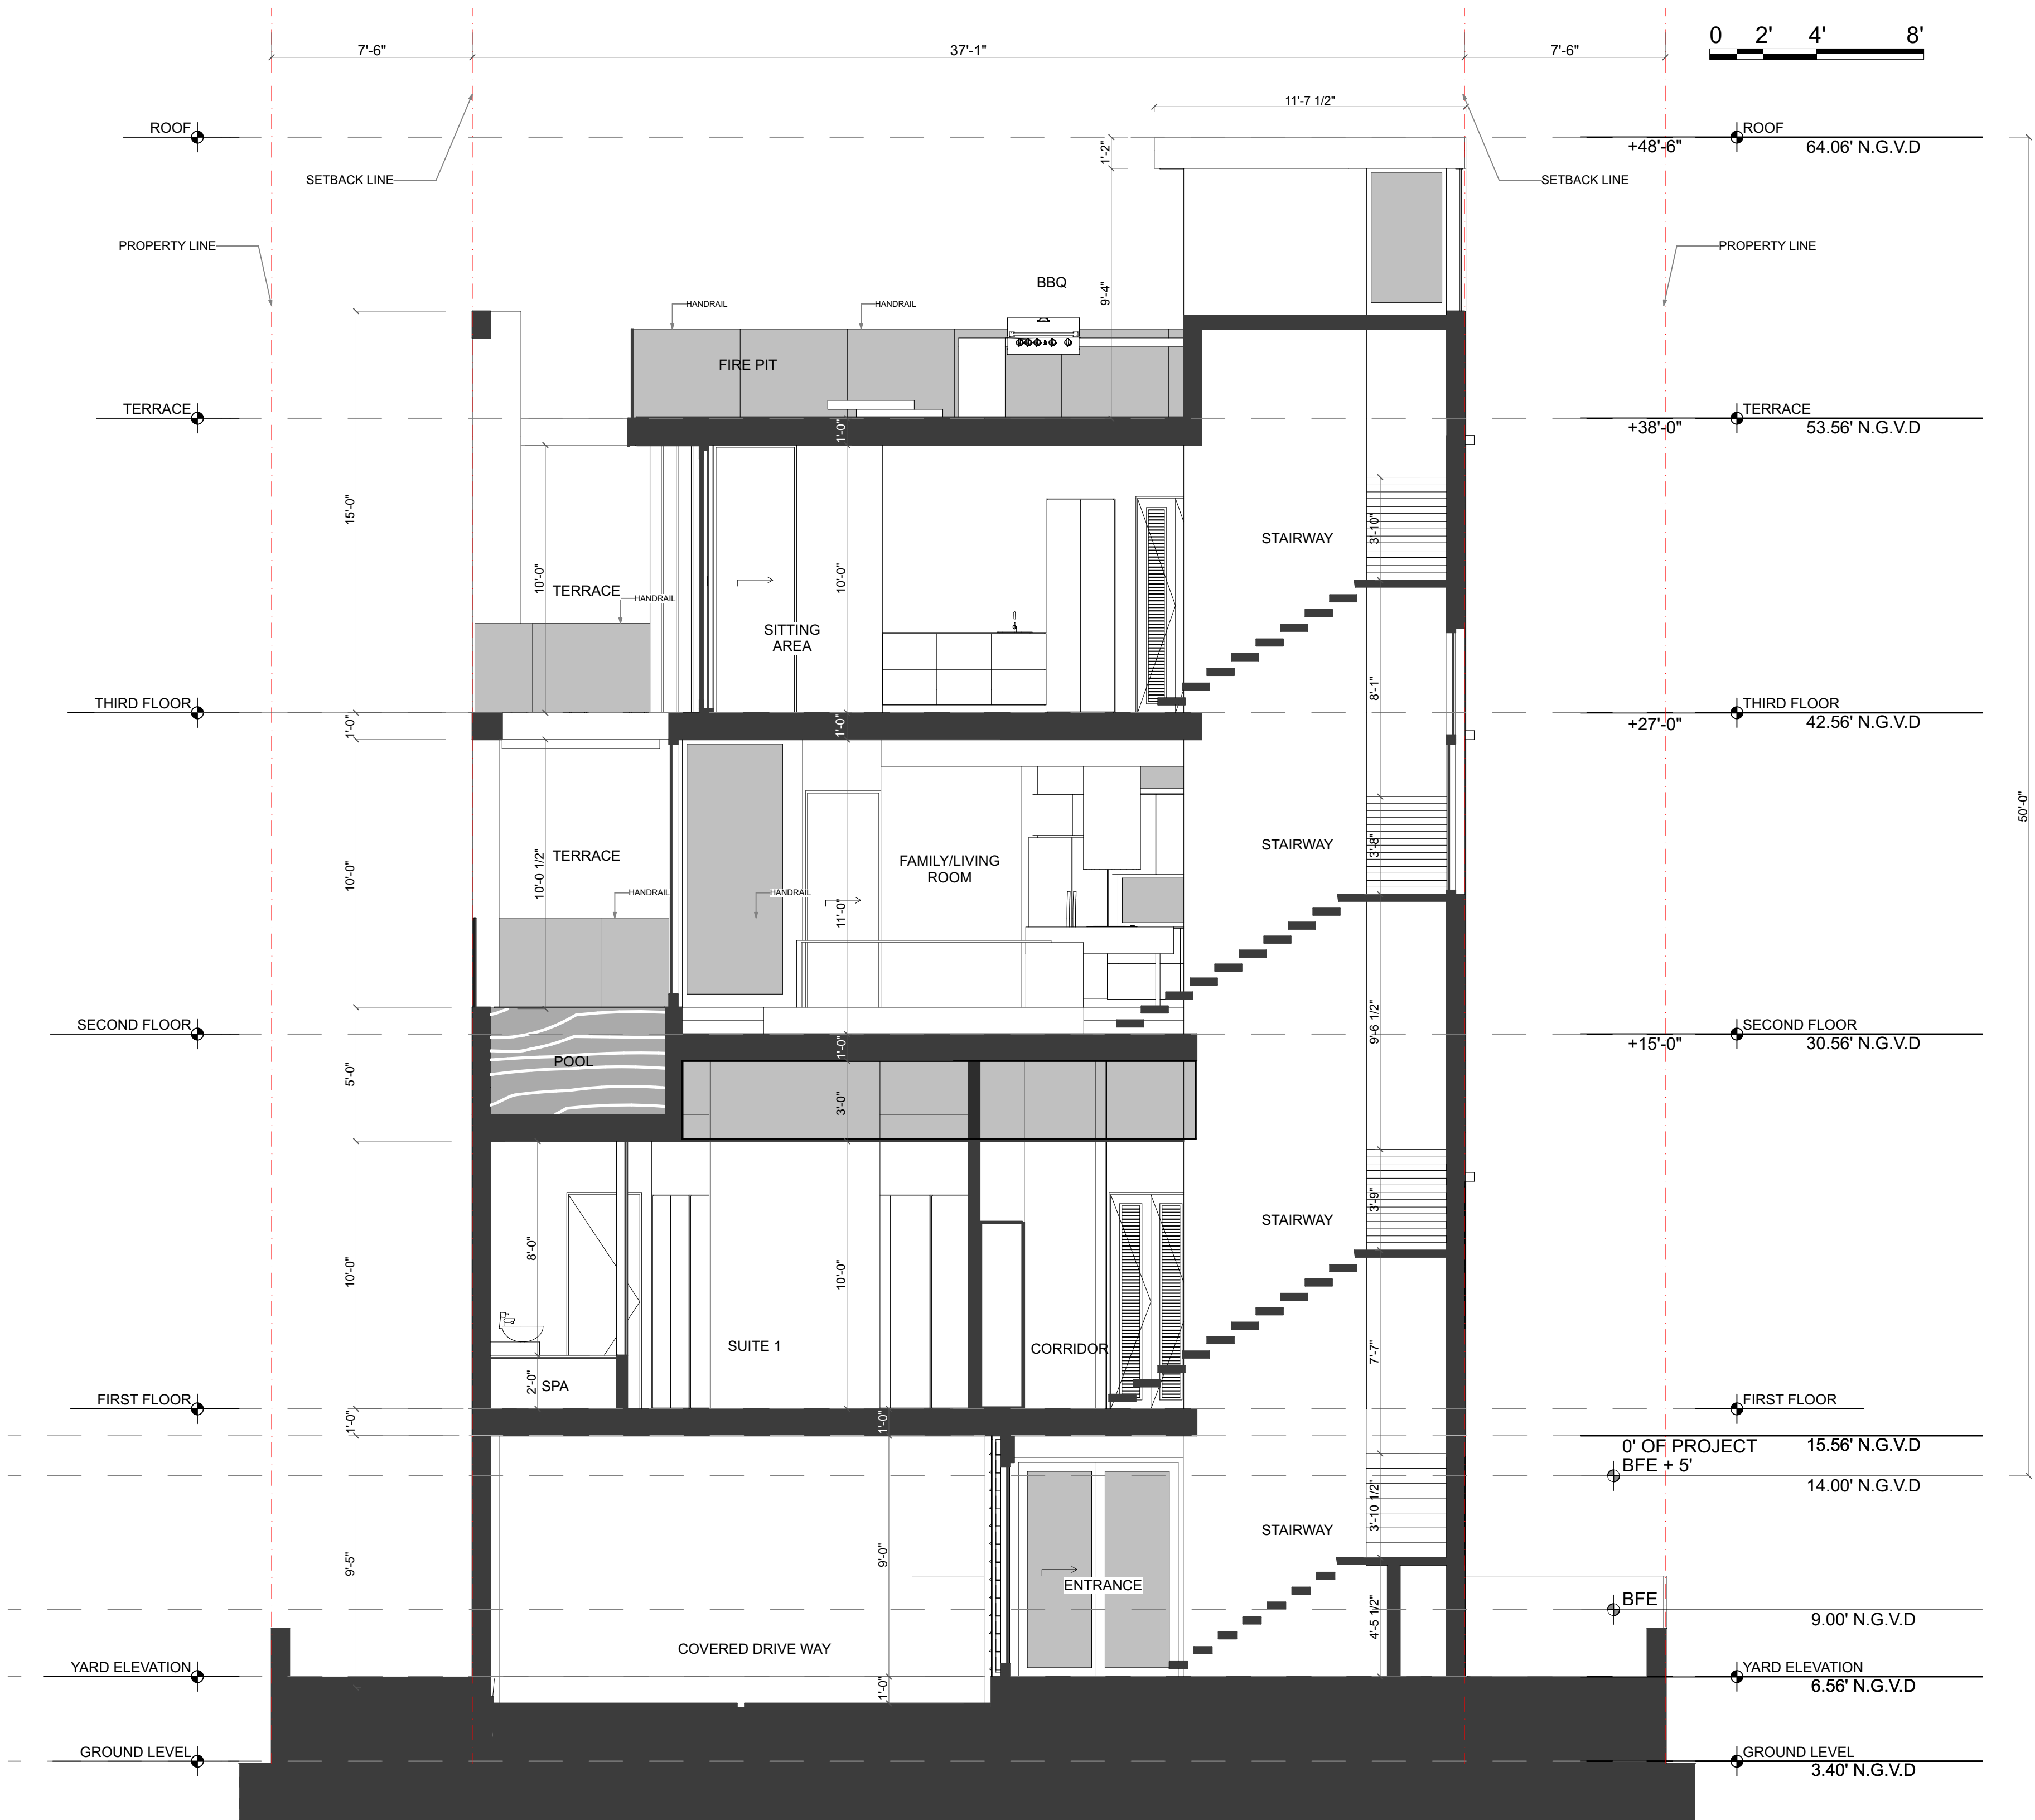 0 2' 4' 8'
7'-6" 37'-1" 7'-6"
11'-7 1/2"
ROOF
ROOF
+48'-6" 64.06' N.G.V.D
1'-2"
SETBACK LINE
SETBACK LINE
PROPERTY LINE
PROPERTY LINE
BBQ
9'-4"
HANDRAIL
HANDRAIL
FIRE PIT
TERRACE
TERRACE
+38'-0" 53.56' N.G.V.D
1'-0"
15'-0"
10'-0"
10'-0"
3'-10"
STAIRWAY
TERRACE
HANDRAIL
SITTING
AREA
8'-1"
THIRD FLOOR
THIRD FLOOR
+27'-0" 42.56' N.G.V.D
1'-0"
1'-0"
50'-0"
STAIRWAY
3'-8"
TERRACE
FAMILY/LIVING
ROOM
10'-0"
10'-0 1/2"
HANDRAIL
HANDRAIL
11'-0"
SECOND FLOOR
SECOND FLOOR
+15'-0" 30.56' N.G.V.D
9'-6 1/2"
1'-0"
POOL
5'-0"
3'-0"
3'-9"
STAIRWAY
10'-0"
8'-0"
10'-0"
SUITE 1
CORRIDOR
7'-7"
2'-0"
SPA
FIRST FLOOR
FIRST FLOOR
1'-0"
1'-0"
0' OF PROJECT 15.56' N.G.V.D
BFE + 5'
14.00' N.G.V.D
3'-10 1/2"
STAIRWAY
9'-5"
9'-0"
ENTRANCE
BFE
9.00' N.G.V.D
4'-5 1/2"
COVERED DRIVE WAY
YARD ELEVATION
YARD ELEVATION
6.56' N.G.V.D
1'-0"
GROUND LEVEL
GROUND LEVEL
3.40' N.G.V.D